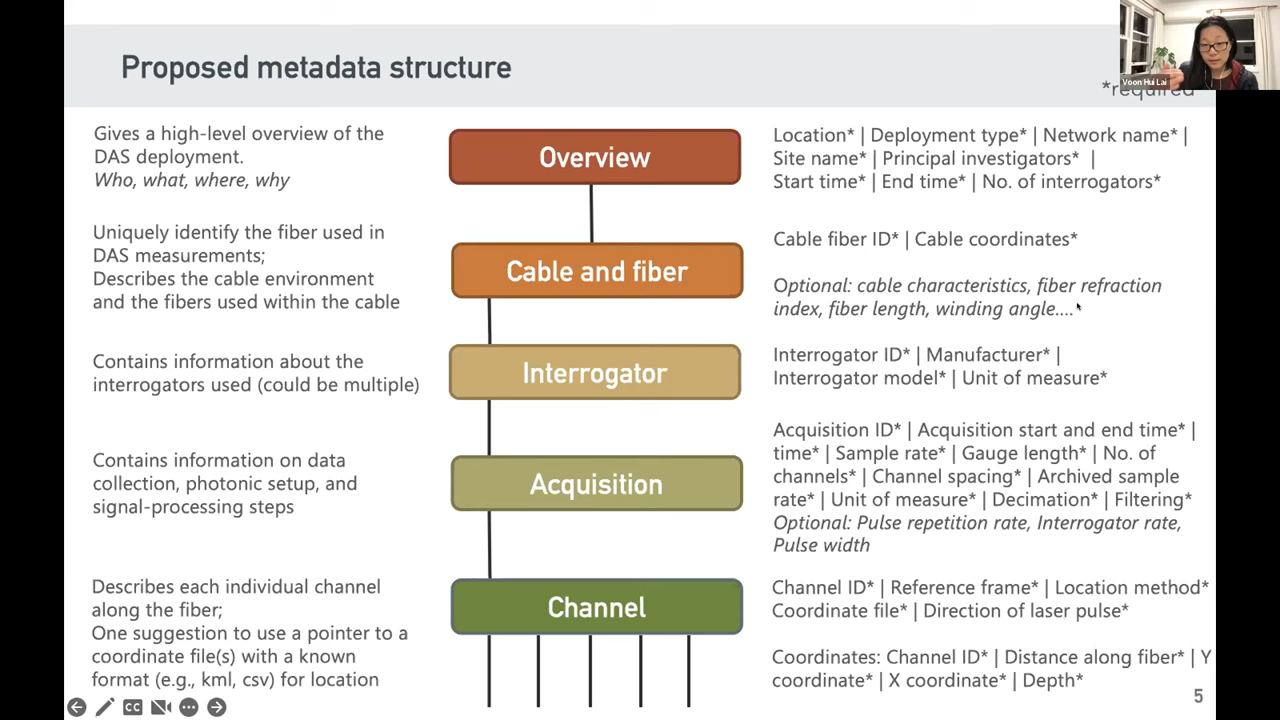 Proposed metadata structure
Voon Hui Lai
*required
Gives a high-level overview of the
DAS deployment.
Who, what, where, why
Overview
Location* | Deployment type* | Network name* |
Site name* | Principal investigators* |
Start time* | End time* | No. of interrogators*
Uniquely identify the fiber used in
DAS measurements;
Describes the cable environment
and the fibers used within the cable
Cable and fiber
Cable fiber ID* | Cable coordinates*
Optional: cable characteristics, fiber refraction
index, fiber length, winding angle....
Contains information about the
interrogators used (could be multiple)
Interrogator
Interrogator ID* | Manufacturer* |
Interrogator model* | Unit of measure*
Contains information on data
collection, photonic setup, and
signal-processing steps
Acquisition
Acquisition ID* | Acquisition start and end time* |
time* | Sample rate* | Gauge length* | No. of
channels* | Channel spacing* | Archived sample
rate* | Unit of measure* | Decimation* | Filtering*
Optional: Pulse repetition rate, Interrogator rate,
Pulse width
Describes each individual channel
along the fiber;
One suggestion to use a pointer to a
coordinate file(s) with a known
format (e.g., kml, csv) for location
Channel
Channel ID* | Reference frame* | Location method*
Coordinate file* | Direction of laser pulse*
Coordinates: Channel ID* | Distance along fiber* | Y
coordinate* | X coordinate* | Depth*
CC
5